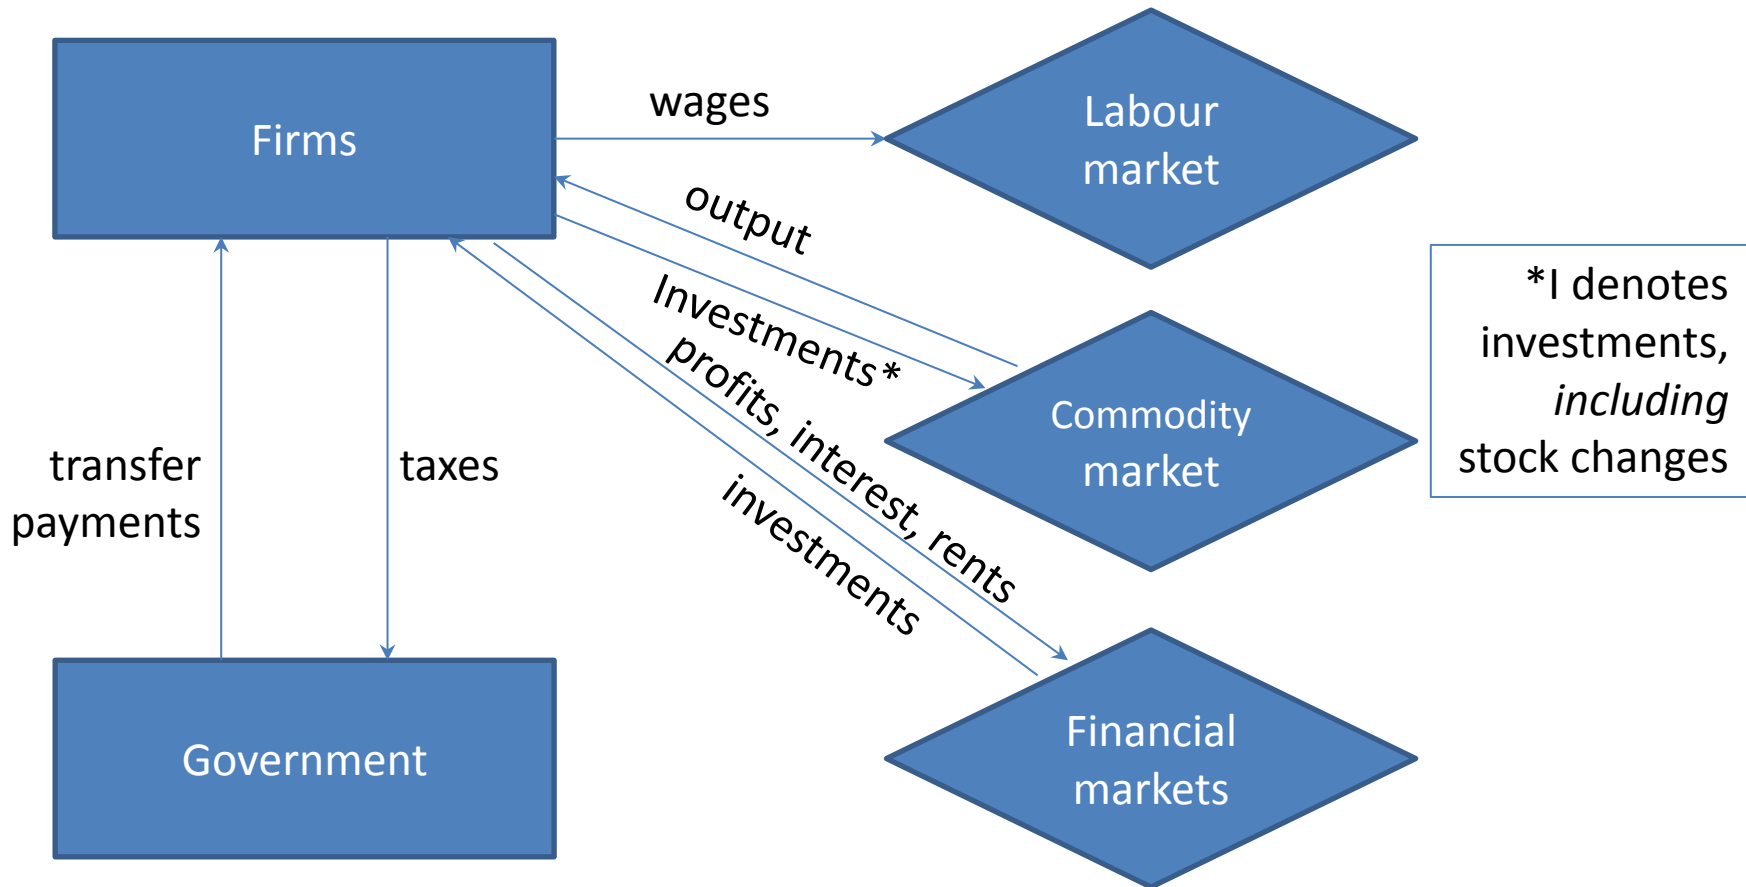 Firms
wages
Labour
market
output
Investments*
profits, interest, rents
investments
*I denotes
investments,
including
stock changes
Commodity
market
transfer
payments
taxes
Government
Financial
markets